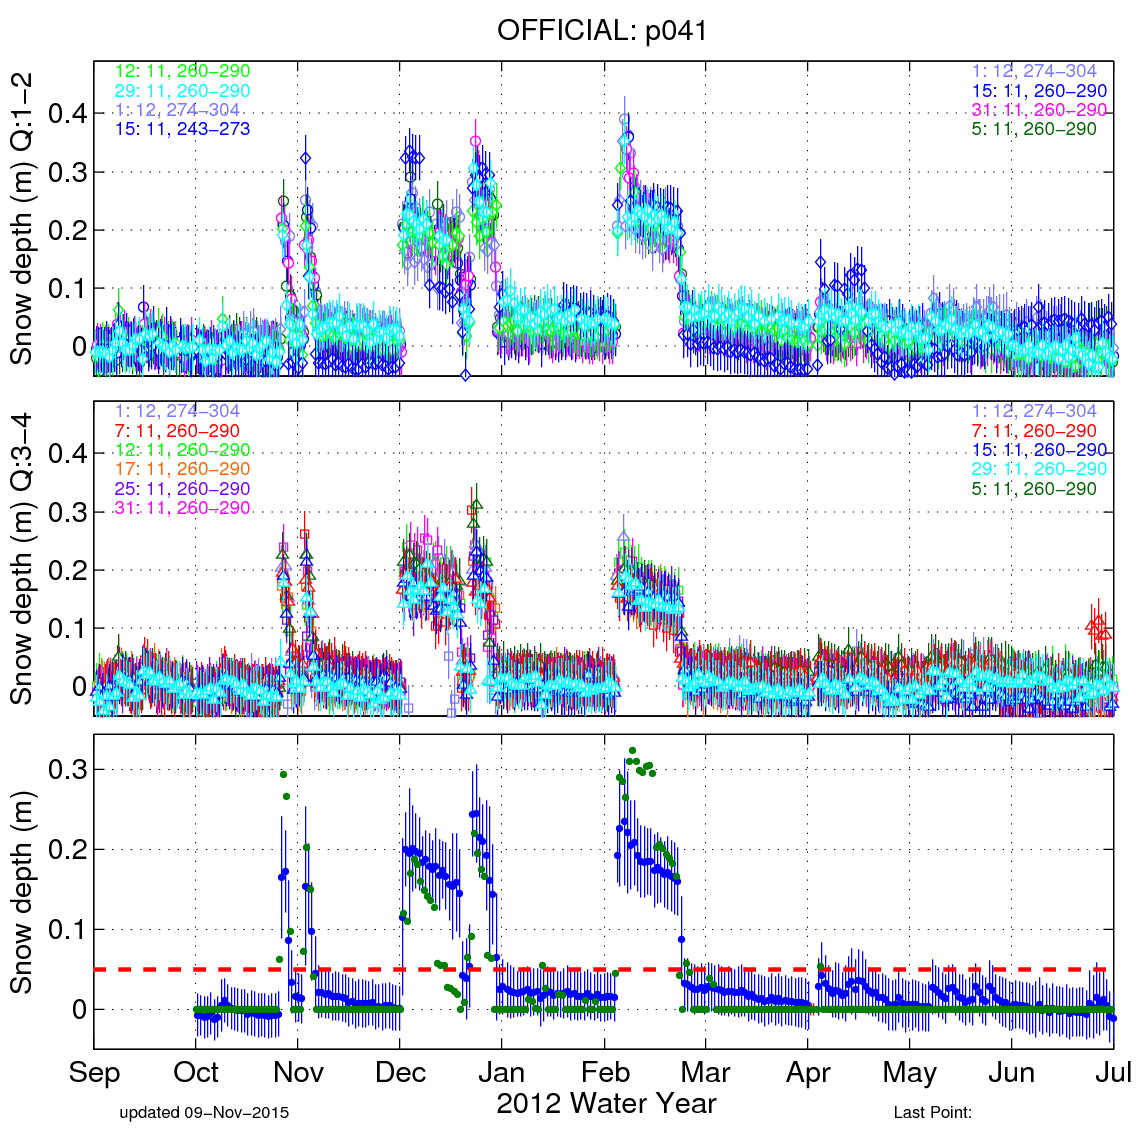 OFFICIAL: p041
Snow depth (m) Q:1−2
0.4
0.3
0.2
0.1
0
12: 11, 260−290
29: 11, 260−290
1: 12, 274−304
15: 11, 243−273
1: 12, 274−304
15: 11, 260−290
31: 11, 260−290
5: 11, 260−290
Snow depth (m) Q:3−4
0.4
0.3
0.2
0.1
0
1: 12, 274−304
7: 11, 260−290
12: 11, 260−290
17: 11, 260−290
25: 11, 260−290
31: 11, 260−290
1: 12, 274−304
7: 11, 260−290
15: 11, 260−290
29: 11, 260−290
5: 11, 260−290
Snow depth (m)
0.3
0.2
0.1
0
Sep Oct Nov Dec Jan Feb Mar Apr May Jun Jul
2012 Water Year
updated 09−Nov−2015
Last Point: